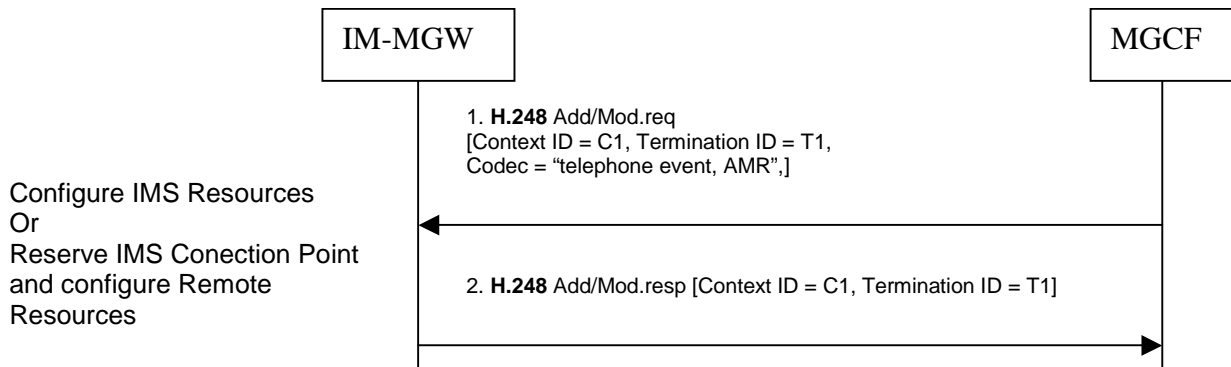 IM-MGW
MGCF
1. H.248 Add/Mod.req
[Context ID = C1, Termination ID = T1,
Codec = “telephone event, AMR”,]
Configure IMS Resources
Or
Reserve IMS Conection Point
and configure Remote
Resources
2. H.248 Add/Mod.resp [Context ID = C1, Termination ID = T1]